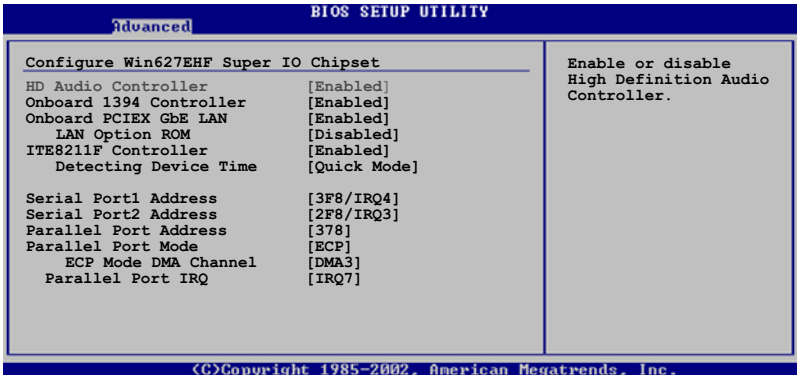 BIOS SETUP UTILITY
Advanced
Configure Win627EHF Super IO Chipset
HD Audio Controller [Enabled]
Onboard 1394 Controller [Enabled]
Onboard PCIEX GbE LAN [Enabled]
LAN Option ROM [Disabled]
ITE8211F Controller [Enabled]
Detecting Device Time [Quick Mode]
Serial Port1 Address [3F8/IRQ4]
Serial Port2 Address [2F8/IRQ3]
Parallel Port Address [378]
Parallel Port Mode [ECP]
ECP Mode DMA Channel [DMA3]
Parallel Port IRQ [IRQ7]
Enable or disable
High Definition Audio
Controller.
(C)Copyright 1985-2002, American Megatrends, Inc.